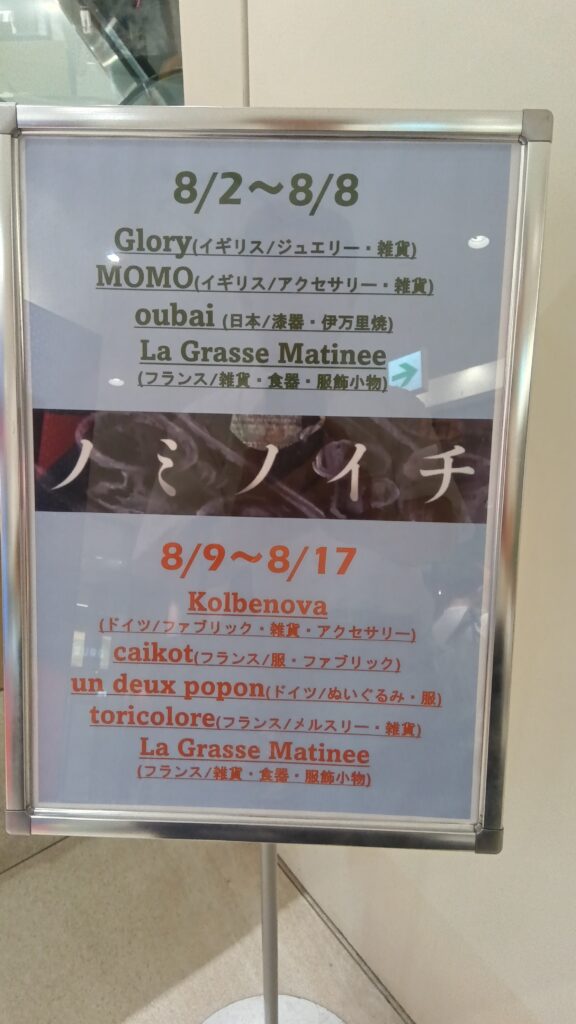 8/2〜8/8
Glory(イギリス/ジュエリー・雑貨)
MOMO(イギリス/アクセサリー・雑貨)
oubai (日本/漆器・伊万里焼)
La Grasse Matinee
(フランス/雑貨・食器・服飾小物)
ノミノイチ
8/9〜8/17
Kolbenova
(ドイツ/ファブリック・雑貨・アクセサリー)
caikot(フランス/服・ファブリック)
un deux popon(ドイツ/ぬいぐるみ・服)
toricolore(フランス/メルスリー・雑貨)
La Grasse Matinee
(フランス/雑貨・食器・服飾小物)